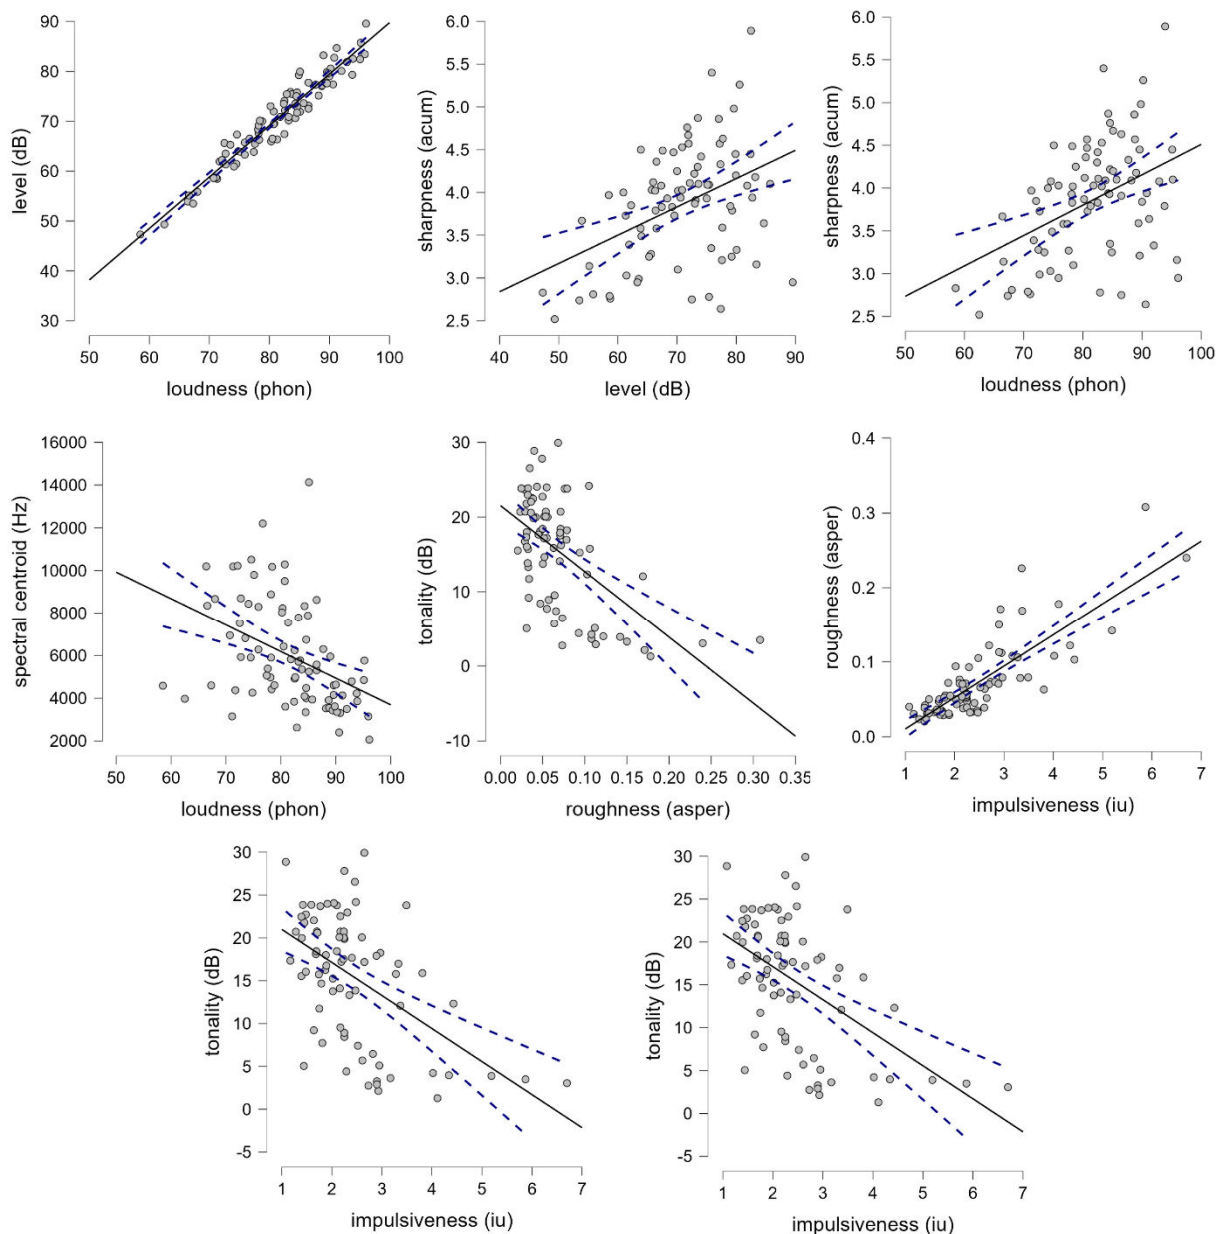 90
80
70
60
50
40
30
level (dB)
50 60 70 80 90 100
loudness (phon)
6.0
5.5
5.0
4.5
4.0
3.5
3.0
2.5
sharpness (acum)
40 50 60 70 80 90
level (dB)
6.0
5.5
5.0
4.5
4.0
3.5
3.0
2.5
sharpness (acum)
50 60 70 80 90 100
loudness (phon)
16000
14000
12000
10000
8000
6000
4000
2000
spectral centroid (Hz)
50 60 70 80 90 100
loudness (phon)
30
20
10
0
-10
tonality (dB)
0.00 0.05 0.10 0.15 0.20 0.25 0.30 0.35
roughness (asper)
0.4
0.3
0.2
0.1
0.0
roughness (asper)
1 2 3 4 5 6 7
impulsiveness (iu)
30
25
20
15
10
5
0
-5
tonality (dB)
1 2 3 4 5 6 7
impulsiveness (iu)
30
25
20
15
10
5
0
-5
tonality (dB)
1 2 3 4 5 6 7
impulsiveness (iu)